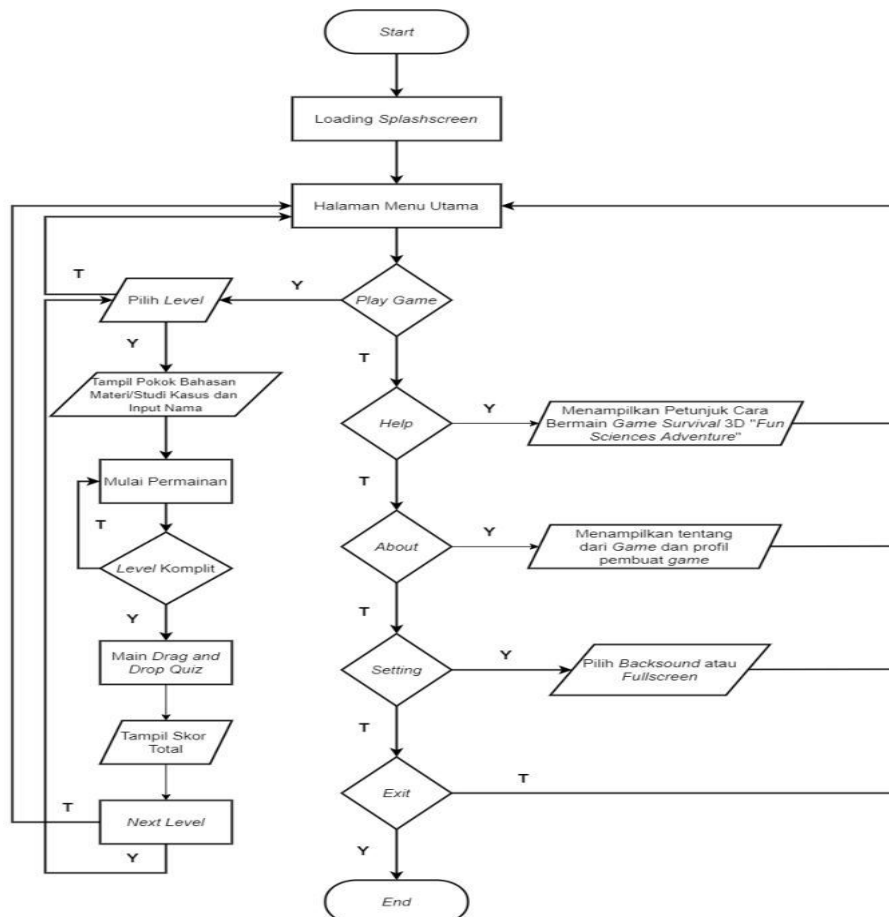 Start
Loading Splashscreen
Halaman Menu Utama
T
Pilih Level
Y
Play Game
Y
T
Tampil Pokok Bahasan
Materi/Studi Kasus dan
Input Nama
Help
Y
Menampilkan Petunjuk Cara
Bermain Game Survival 3D "Fun
Sciences Adventure"
Mulai Permainan
T
T
Level Komplit
About
Y
Menampilkan tentang
dari Game dan profil
pembuat game
Y
T
Main Drag and
Drop Quiz
Setting
Y
Pilih Backsound atau
Fullscreen
T
Tampil Skor
Total
T
Next Level
Y
Exit
T
Y
End